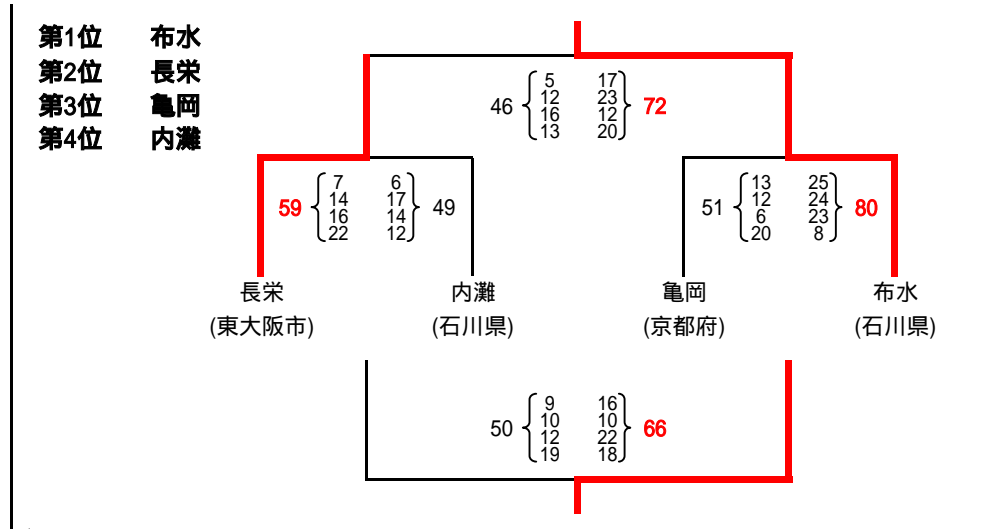 第1位 布水
第2位 長栄
第3位 亀岡
第4位 内灘
5 17
12 23
46 16 12 72
13 20
7 6
14 17
59 16 14 49
22 12
13 25
12 24
51 6 23 80
20 8
長栄 内灘 亀岡 布水
(東大阪市) (石川県) (京都府) (石川県)
9 16
10 10
50 12 22 66
19 18